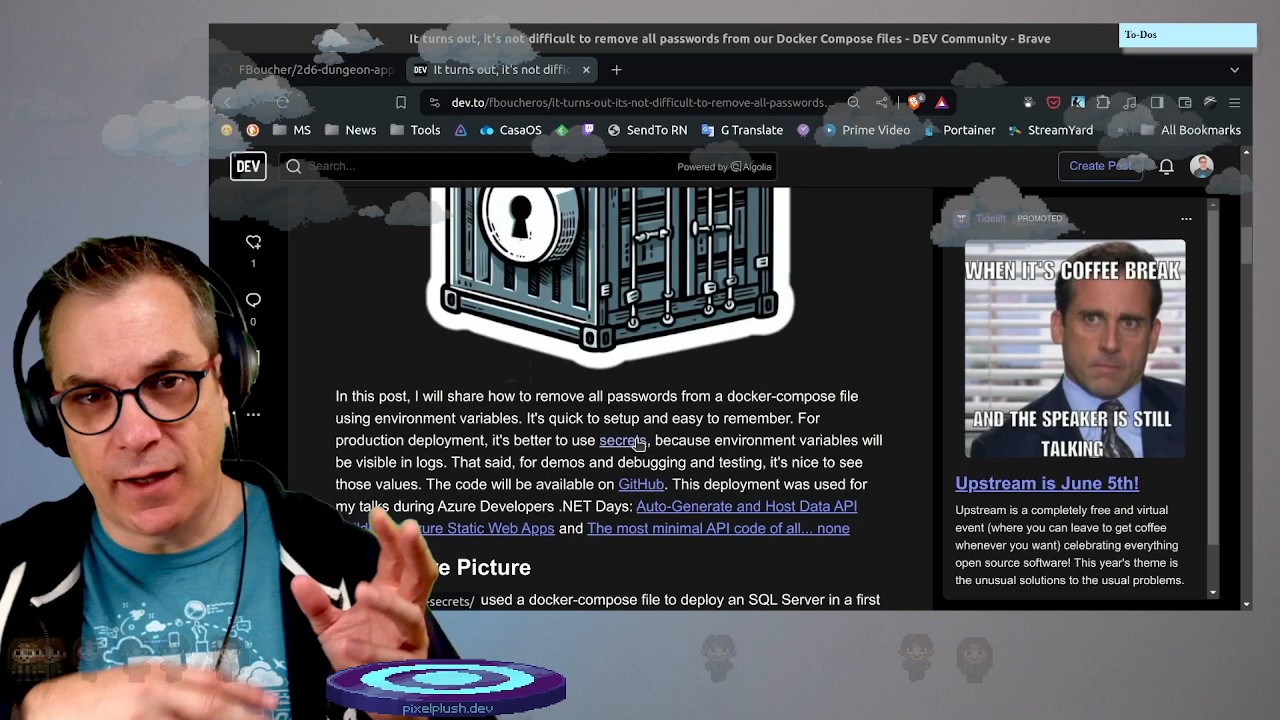 It turns out, it's not difficult to remove all passwords from our Docker Compose files - DEV Community - Brave
To-Dos
FBoucher/2d6-dungeon-app
DEV It turns out, it's not diffic
dev.to/fboucheros/it-turns-out-its-not-difficult-to-remove-all-passwords...
6
MS News Tools CasaOS SendTo RN G Translate Prime Video Portainer StreamYard » All Bookmarks
DEV Search... Powered by Algolia Create Post
1
0
In this post, I will share how to remove all passwords from a docker-compose file
using environment variables. It's quick to setup and easy to remember. For
production deployment, it's better to use secrets, because environment variables will
be visible in logs. That said, for demos and debugging and testing, it's nice to see
those values. The code will be available on GitHub. This deployment was used for
my talks during Azure Developers .NET Days: Auto-Generate and Host Data API
Azure Static Web Apps and The most minimal API code of all... none
Picture
-secrets/ used a docker-compose file to deploy an SQL Server in a first
Tidelift PROMOTED
WHEN IT'S COFFEE BREAK
AND THE SPEAKER IS STILL
TALKING
Upstream is June 5th!
Upstream is a completely free and virtual
event (where you can leave to get coffee
whenever you want) celebrating everything
open source software! This year's theme is
the unusual solutions to the usual problems.
pixelplush.dev